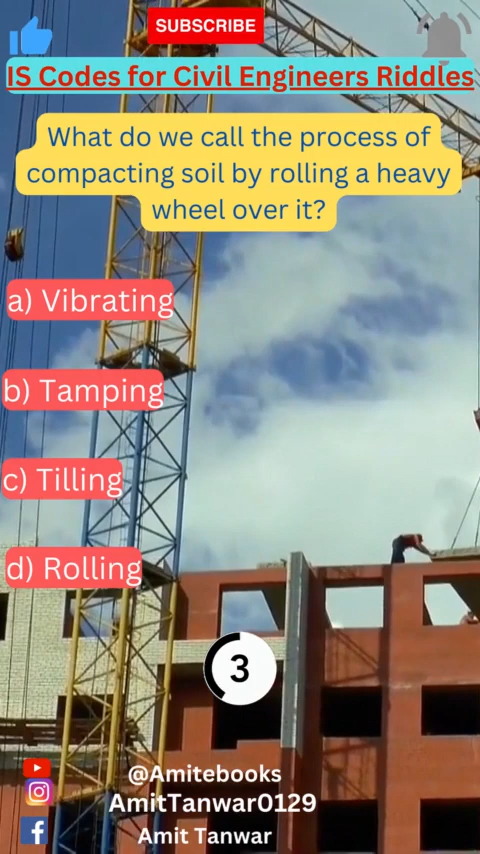 SUBSCRIBE
IS Codes for Civil Engineers Riddles
What do we call the process of
compacting soil by rolling a heavy
wheel over it?
a) Vibrating
b) Tamping
c) Tilling
d) Rolling
3
@Amitebooks
AmitTanwar0129
Amit Tanwar